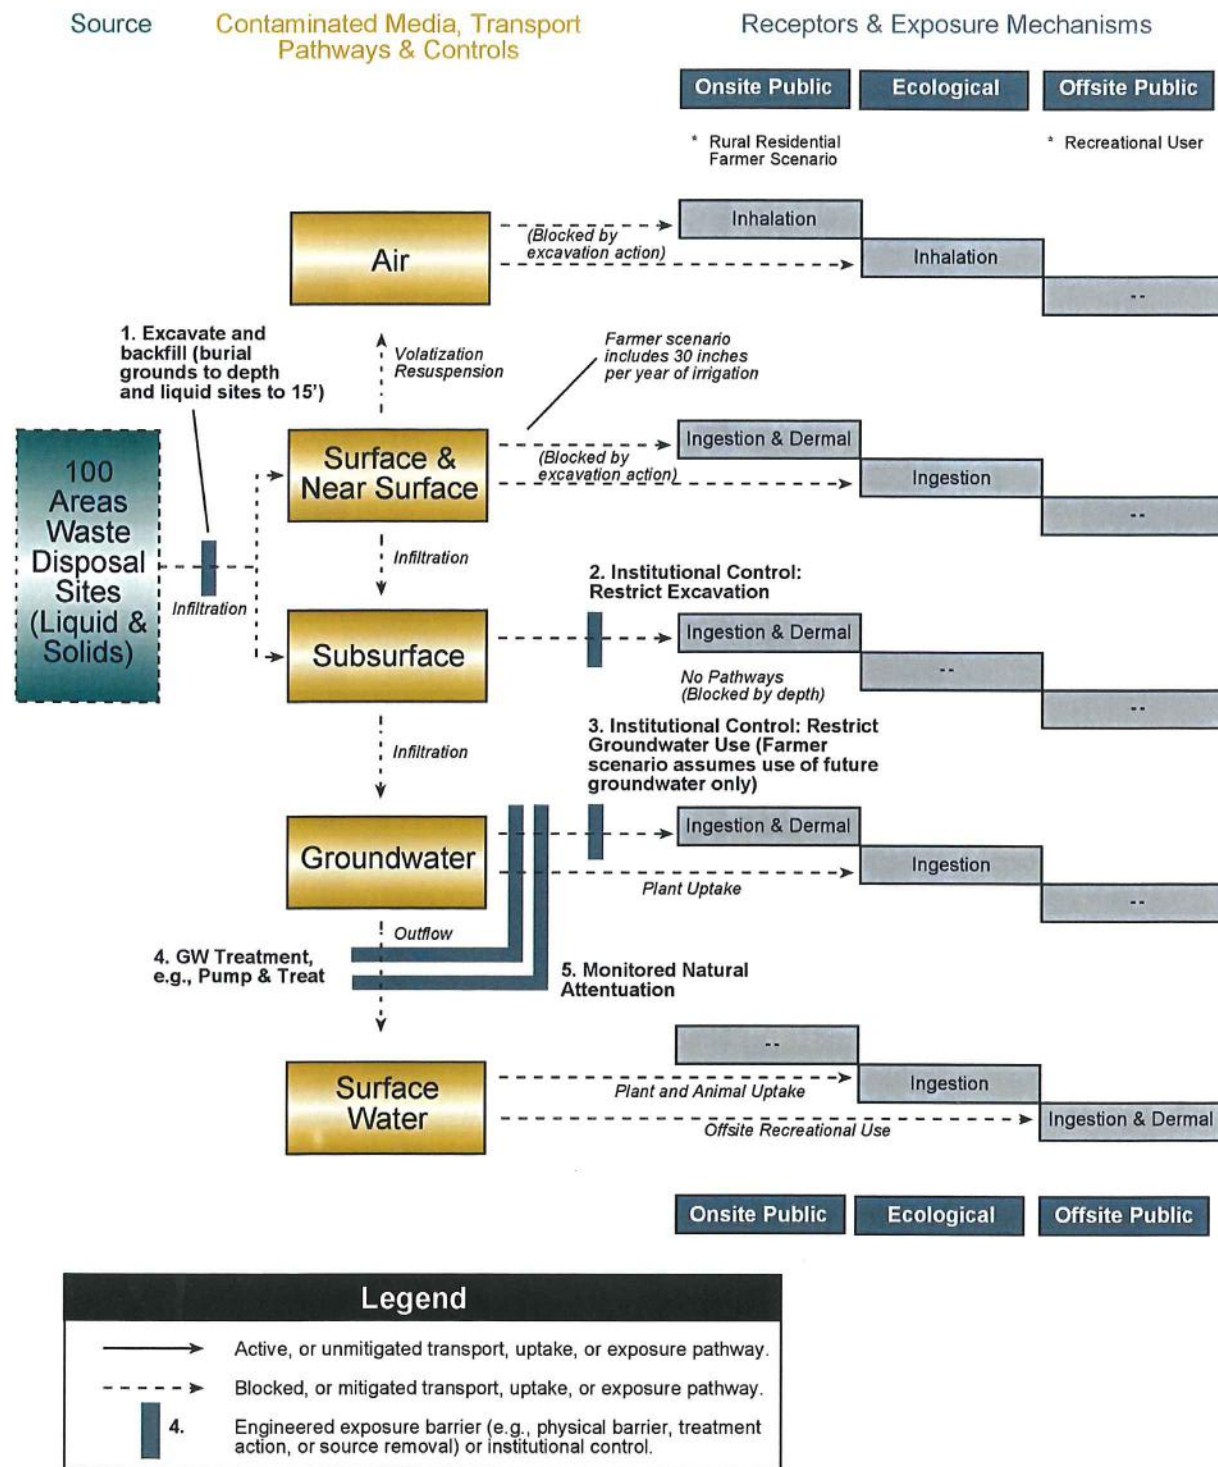 Source
Contaminated Media, Transport
Pathways & Controls
Receptors & Exposure Mechanisms
Onsite Public
Ecological
Offsite Public
* Rural Residential
Farmer Scenario
* Recreational User
Air
(Blocked by
excavation action)
Inhalation
Inhalation
--
1. Excavate and
backfill (burial
grounds to depth
and liquid sites to 15')
Volatization
Resuspension
Farmer scenario
includes 30 inches
per year of irrigation
100
Areas
Waste
Disposal
Sites
(Liquid &
Solids)
Infiltration
Surface &
Near Surface
(Blocked by
excavation action)
Ingestion & Dermal
Ingestion
--
Infiltration
2. Institutional Control:
Restrict Excavation
Subsurface
Ingestion & Dermal
No Pathways
(Blocked by depth)
--
--
Infiltration
3. Institutional Control: Restrict
Groundwater Use (Farmer
scenario assumes use of future
groundwater only)
Groundwater
Ingestion & Dermal
Ingestion
Plant Uptake
--
Outflow
4. GW Treatment,
e.g., Pump & Treat
5. Monitored Natural
Attentuation
Surface
Water
--
Plant and Animal Uptake
Ingestion
Offsite Recreational Use
Ingestion & Dermal
Onsite Public
Ecological
Offsite Public
Legend
Active, or unmitigated transport, uptake, or exposure pathway.
Blocked, or mitigated transport, uptake, or exposure pathway.
4. Engineered exposure barrier (e.g., physical barrier, treatment
action, or source removal) or institutional control.